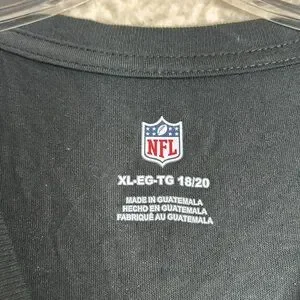 NFL
XL-EG-TG 18/20
MADE IN GUATEMALA
HECHO EN GUATEMALA
FABRIQUÉ AU GUATEMALA